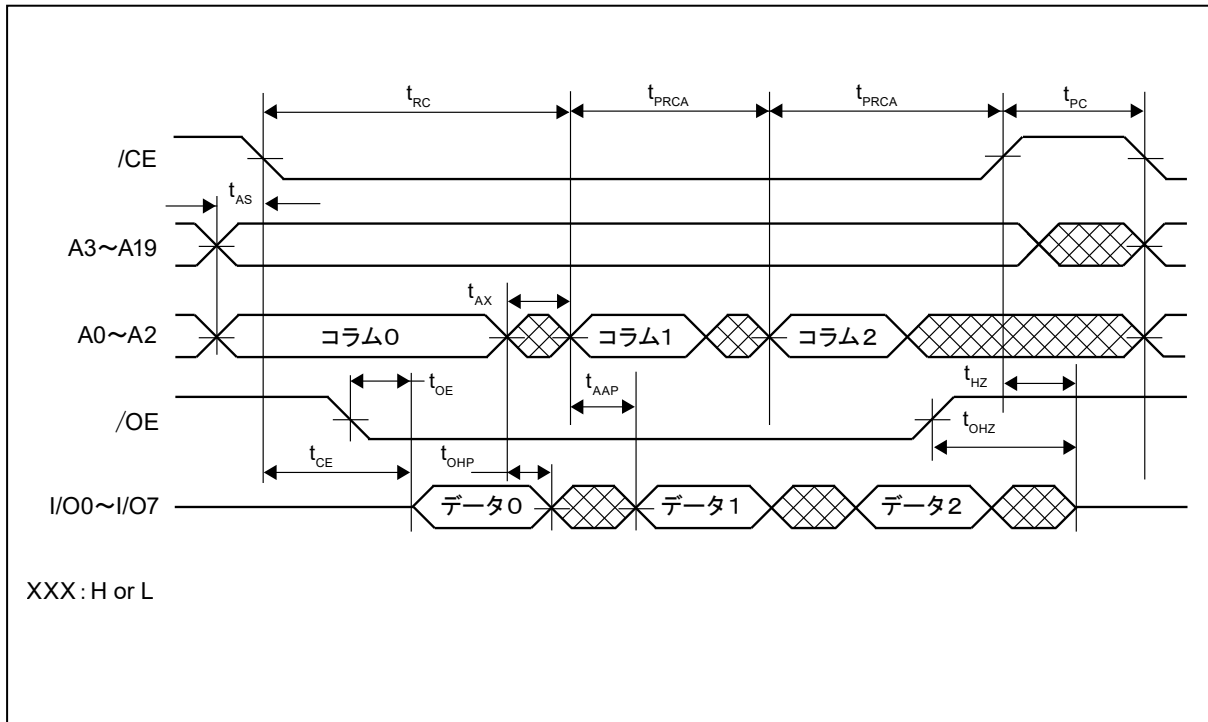 tRC
tPRCA
tPRCA
tPC
/CE
tAS
A3~A19
tAX
A0~A2
コラム0
コラム1
コラム2
tOE
tAAP
tHZ
/OE
tOHZ
tCE
tOHP
I/O0~I/O7
データ0
データ1
データ2
XXX : H or L